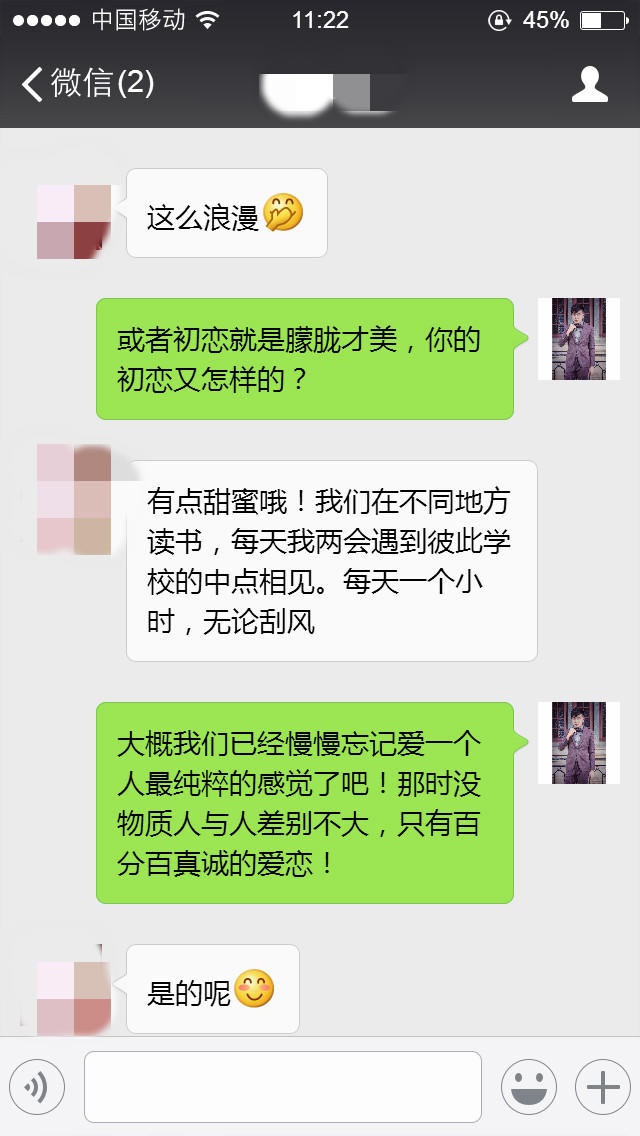 中国移动 11:22 45%
微信(2)
这么浪漫🤭
或者初恋就是朦胧才美，你的
初恋又怎样的？
有点甜蜜哦！我们在不同地方
读书，每天我两会遇到彼此学
校的中点相见。每天一个小
时，无论刮风
大概我们已经慢慢忘记爱一个
人最纯粹的感觉了吧！那时没
物质人与人差别不大，只有百
分百真诚的爱恋！
是的呢😊